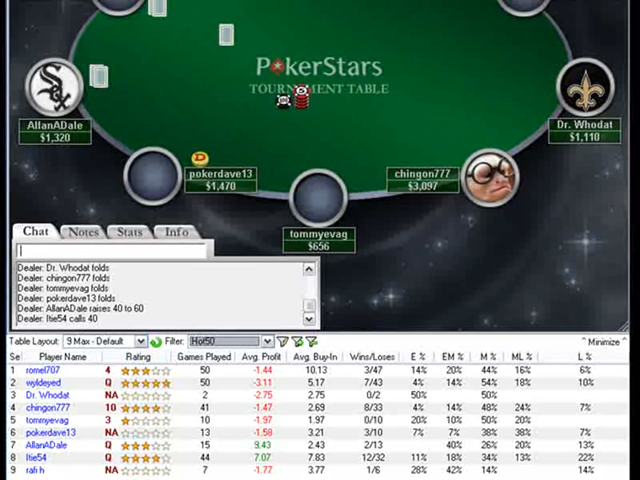 PokerStars
TOURNAMENT TABLE
AllanADale
$1,320
Dr. Whodat
$1,110
D
pokerdave13
$1,470
chingon777
$3,097
tommyevag
$656
Chat Notes Stats Info
Dealer: Dr. Whodat folds
Dealer: chingon777 folds
Dealer: tommyevag folds
Dealer: pokerdave13 folds
Dealer: AllanADale raises 40 to 60
Dealer: Itie54 calls 40
Table Layout: 9 Max - Default Filter: Hot50 ^ Minimize ^
Se Player Name Rating Games Played Avg. Profit Avg. Buy-In Wins/Loses E % EM % M % ML % L %
1 romel707 4 50 -1.44 10.13 3/47 14% 20% 44% 16% 6%
2 wyldeyed Q 50 -3.11 5.17 7/43 4% 14% 54% 18% 10%
3 Dr. Whodat NA 2 -2.75 2.75 0/2 50% 50%
4 chingon777 10 41 -1.47 2.69 8/33 4% 14% 48% 24% 7%
5 tommyevag 3 10 -1.97 1.97 0/10 20% 10% 50% 20%
6 pokerdave13 NA 13 -1.58 3.21 3/10 7% 7% 38% 38% 7%
7 AllanADale Q 15 9.43 2.43 2/13 40% 26% 20% 13%
8 Itie54 Q 44 7.07 7.83 12/32 11% 18% 34% 13% 22%
9 rafi h NA 7 -1.77 3.77 1/6 28% 42% 14% 14%